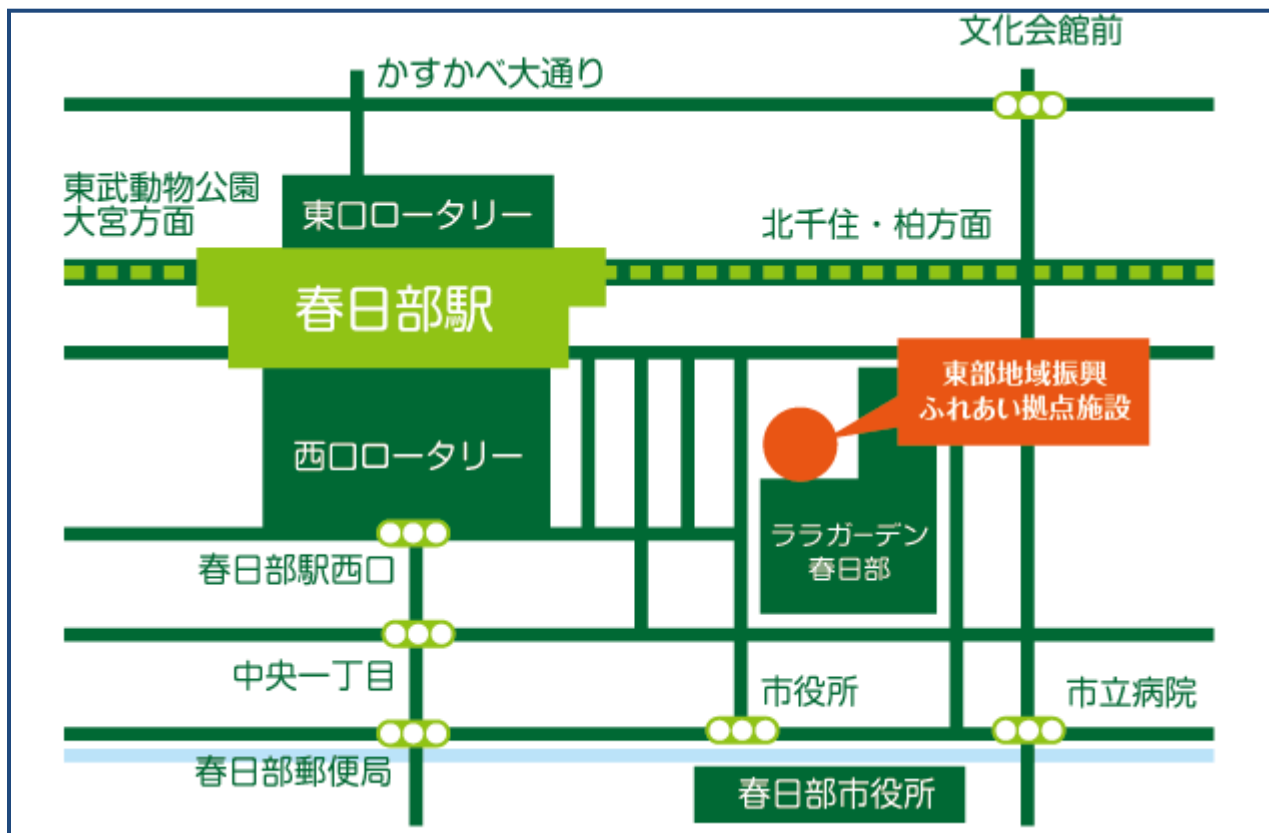 文化会館前
かすかべ大通り
東武動物公園
大宮方面
東口ロータリー
北千住・柏方面
春日部駅
東部地域振興
ふれあい拠点施設
西口ロータリー
ララガーデン
春日部
春日部駅西口
中央一丁目
市役所
市立病院
春日部郵便局
春日部市役所